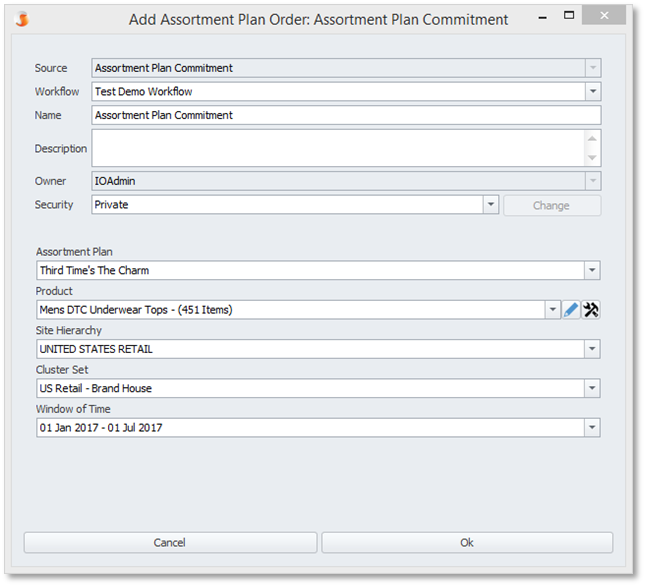 Add Assortment Plan Order: Assortment Plan Commitment
Source Assortment Plan Commitment
Workflow Test Demo Workflow
Name Assortment Plan Commitment
Description
Owner IOAdmin
Security Private Change
Assortment Plan
Third Time's The Charm
Product
Mens DTC Underwear Tops - (451 Items)
Site Hierarchy
UNITED STATES RETAIL
Cluster Set
US Retail - Brand House
Window of Time
01 Jan 2017 - 01 Jul 2017
Cancel Ok